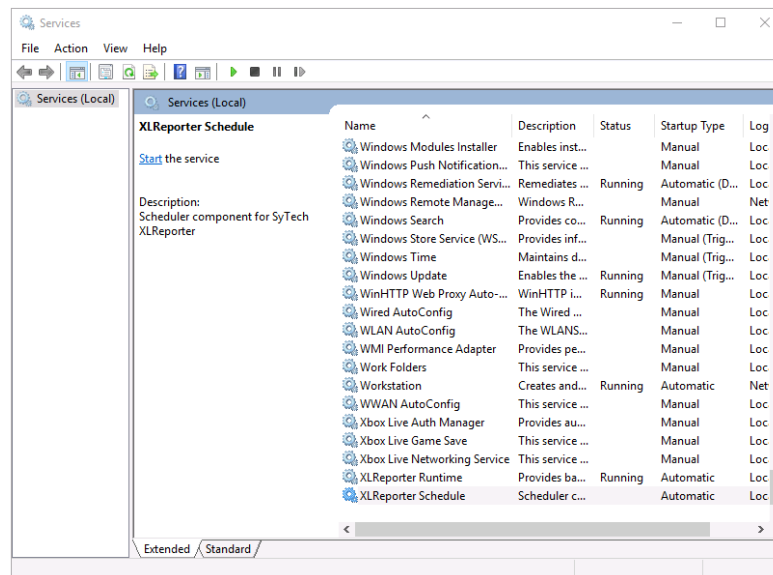 Services
File Action View Help
Services (Local)
Services (Local)
XLReporter Schedule
Start the service
Description:
Scheduler component for SyTech
XLReporter
Name Description Status Startup Type Log
Windows Modules Installer Enables inst... Manual Loc
Windows Push Notification... This service ... Manual Loc
Windows Remediation Servi... Remediates ... Running Automatic (D... Loc
Windows Remote Manage... Windows R... Manual Net
Windows Search Provides co... Running Automatic (D... Loc
Windows Store Service (WS... Provides inf... Manual (Trig... Loc
Windows Time Maintains d... Manual Loc
Windows Update Enables the ... Running Manual (Trig... Loc
WinHTTP Web Proxy Auto-... WinHTTP i... Running Manual Loc
Wired AutoConfig The Wired ... Manual Loc
WLAN AutoConfig The WLANS... Manual Loc
WMI Performance Adapter Provides pe... Manual Loc
Work Folders This service ... Manual Loc
Workstation Creates and... Running Automatic Net
WWAN AutoConfig This service ... Manual Loc
Xbox Live Auth Manager Provides au... Manual Loc
Xbox Live Game Save This service ... Manual Loc
Xbox Live Networking Service This service ... Manual Loc
XLReporter Runtime Provides ba... Running Automatic Loc
XLReporter Schedule Scheduler c... Automatic Loc
Extended Standard